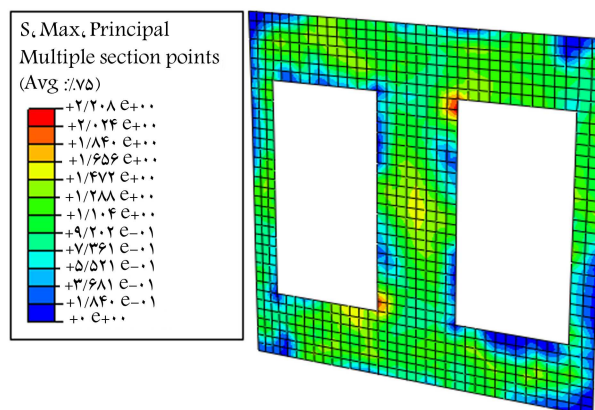 S, Max, Principal
Multiple section points
(Avg :٪۷۵)
+۲/۲۰۸ e+۰۰
+۲/۰۲۴ e+۰۰
+۱/۸۴۰ e+۰۰
+۱/۶۵۶ e+۰۰
+۱/۴۷۲ e+۰۰
+۱/۲۸۸ e+۰۰
+۱/۱۰۴ e+۰۰
+۹/۲۰۲ e−۰۱
+۷/۳۶۱ e−۰۱
+۵/۵۲۱ e−۰۱
+۳/۶۸۱ e−۰۱
+۱/۸۴۰ e−۰۱
+۰ e+۰۰